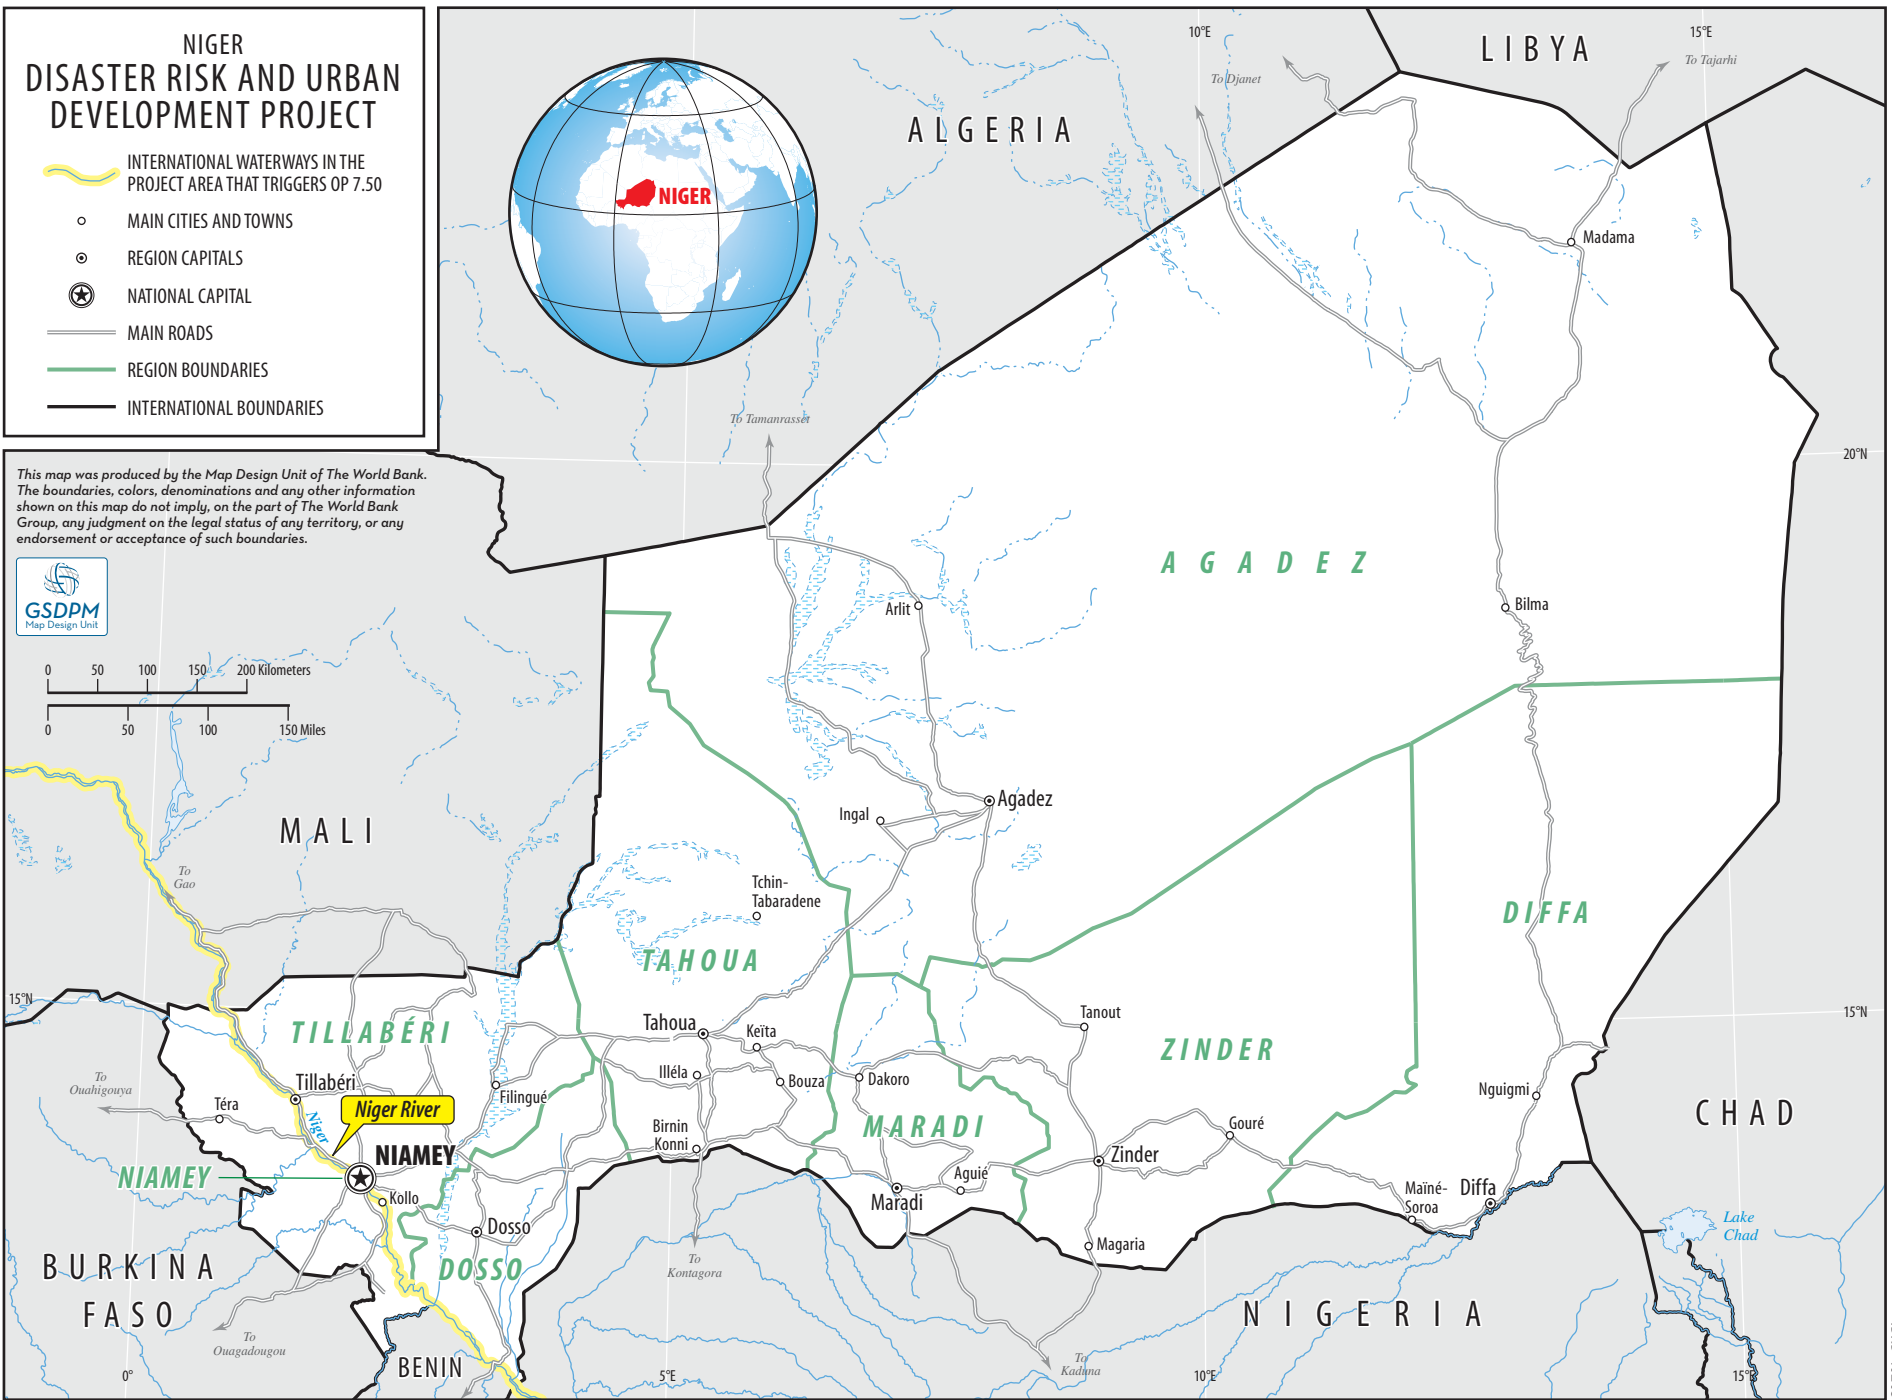 NIGER
DISASTER RISK AND URBAN
DEVELOPMENT PROJECT
INTERNATIONAL WATERWAYS IN THE
PROJECT AREA THAT TRIGGERS OP 7.50
MAIN CITIES AND TOWNS
REGION CAPITALS
NATIONAL CAPITAL
MAIN ROADS
REGION BOUNDARIES
INTERNATIONAL BOUNDARIES
This map was produced by the Map Design Unit of The World Bank.
The boundaries, colors, denominations and any other information
shown on this map do not imply, on the part of The World Bank
Group, any judgment on the legal status of any territory, or any
endorsement or acceptance of such boundaries.
GSDPM
Map Design Unit
0 50 100 150 200 Kilometers
0 50 100 150 Miles
NIGER
10°E
15°E
LIBYA
To Djanet
To Tajarhi
ALGERIA
Madama
To Tamanrasset
20°N
AGADEZ
Arlit
Bilma
Agadez
Ingal
MALI
To
Gao
Tchin-
Tabaradene
TAHOUA
DIFFA
15°N
15°N
TILLABÉRI
Tahoua
Keïta
Tanout
ZINDER
Tillabéri
Illéla
Bouza
Dakoro
Filingué
Nguigmi
To
Ouahigouya
Téra
Niger
Niger River
MARADI
Gouré
CHAD
Birnin
Konni
NIAMEY
NIAMEY
Zinder
Aguié
Kollo
Maradi
Maïné-
Soroa
Diffa
Dosso
Magaria
Lake
Chad
BURKINA
FASO
DOSSO
To
Kontagora
NIGERIA
To
Ouagadougou
BENIN
To
Kaduna
0°
5°E
10°E
15°E